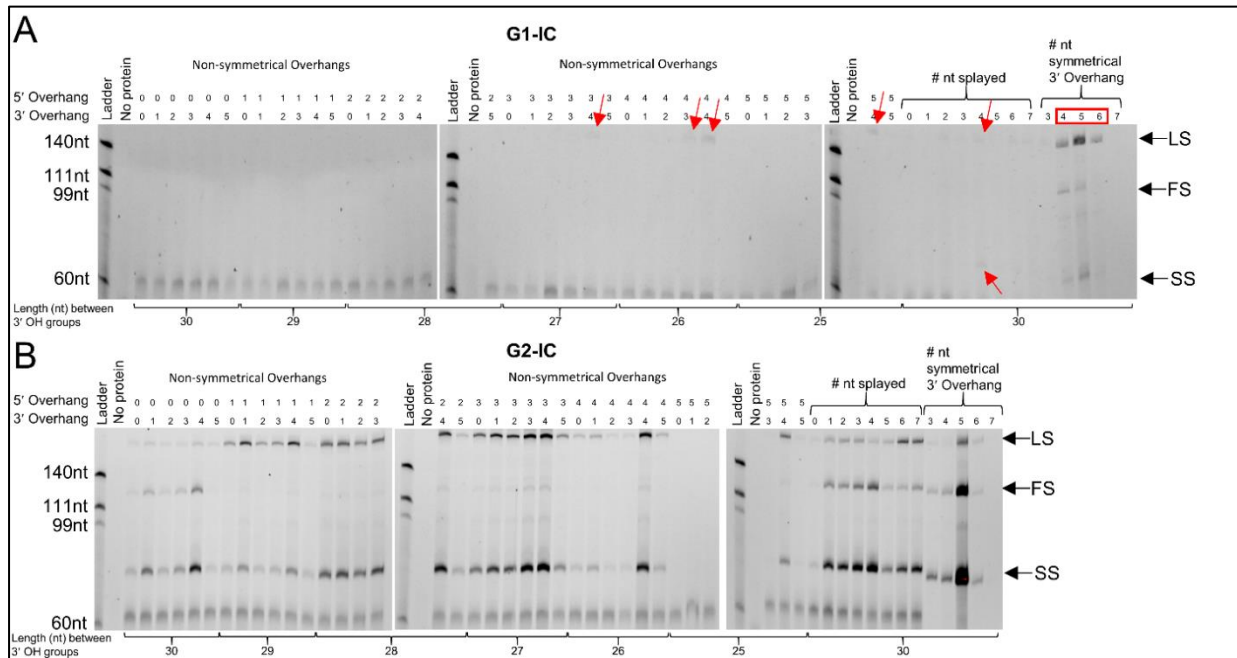 A
G1-IC
Non-symmetrical Overhangs
Non-symmetrical Overhangs
# nt splayed
# nt
symmetrical
3′ Overhang
Ladder
No protein
Ladder
No protein
Ladder
No protein
5′ Overhang 0 0 0 0 0 0 1 1 1 1 1 1 2 2 2 2 2 2 3 3 3 3 3 3 4 4 4 4 4 4 5 5 5 5 5 5
3′ Overhang 0 1 2 3 4 5 0 1 2 3 4 5 0 1 2 3 4 5 0 1 2 3 4 5 0 1 2 3 4 5 0 1 2 3 4 5 0 1 2 3 4 5 6 7 3 4 5 6 7
140nt
111nt
99nt
60nt
LS
FS
SS
Length (nt) between
3′ OH groups
30 29 28 27 26 25 30
B
G2-IC
Non-symmetrical Overhangs
Non-symmetrical Overhangs
# nt splayed
# nt
symmetrical
3′ Overhang
Ladder
No protein
Ladder
No protein
Ladder
No protein
5′ Overhang 0 0 0 0 0 0 1 1 1 1 1 1 2 2 2 2 2 2 3 3 3 3 3 3 4 4 4 4 4 4 5 5 5 5 5 5
3′ Overhang 0 1 2 3 4 5 0 1 2 3 4 5 0 1 2 3 4 5 0 1 2 3 4 5 0 1 2 3 4 5 0 1 2 3 4 5 0 1 2 3 4 5 6 7 3 4 5 6 7
140nt
111nt
99nt
60nt
LS
FS
SS
Length (nt) between
3′ OH groups
30 29 28 27 26 25 30